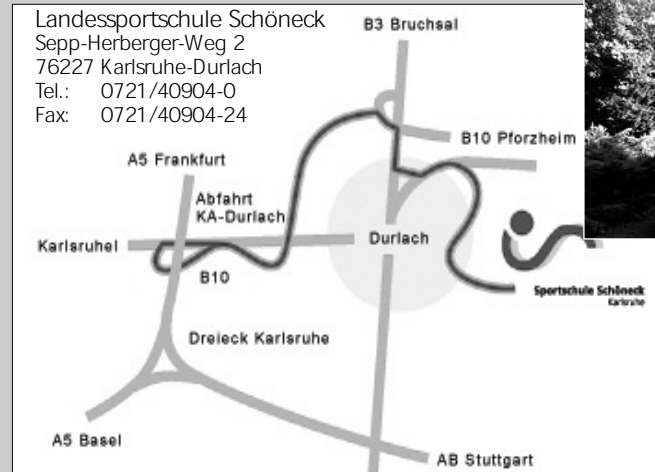 Landessportschule Schöneck
Sepp-Herberger-Weg 2
76227 Karlsruhe-Durlach
Tel.: 0721/40904-0
Fax: 0721/40904-24
B3 Bruchsal
B10 Pforzheim
A5 Frankfurt
Abfahrt
KA-Durlach
Karlsruhel
Durlach
B10
Sportschule Schöneck
Karlsruhe
Dreieck Karlsruhe
A5 Basel
AB Stuttgart